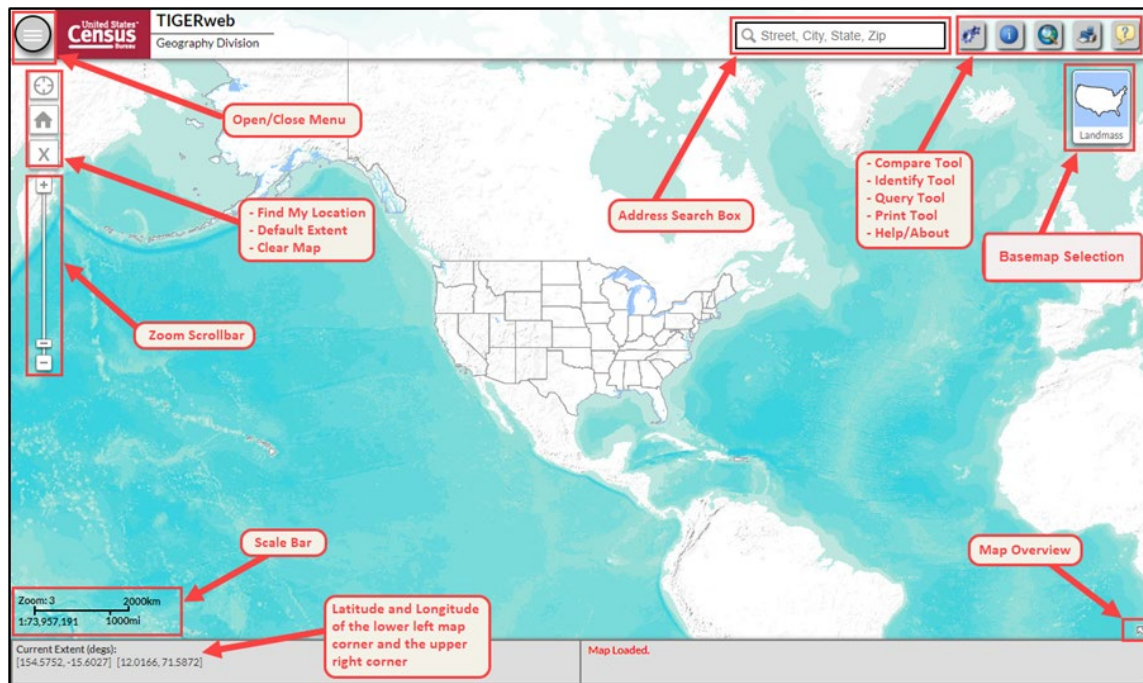 United States®
Census
Bureau
TIGERweb
Geography Division
Street, City, State, Zip
Landmass
Open/Close Menu
- Find My Location
- Default Extent
- Clear Map
X
Address Search Box
- Compare Tool
- Identify Tool
- Query Tool
- Print Tool
- Help/About
Basemap Selection
Zoom Scrollbar
Scale Bar
Map Overview
Zoom: 3 2000km
1:73,957,191 1000mi
Latitude and Longitude
of the lower left map
corner and the upper
right corner
Current Extent (degs):
[154.5752, -15.6027] [12.0166, 71.5872]
Map Loaded.